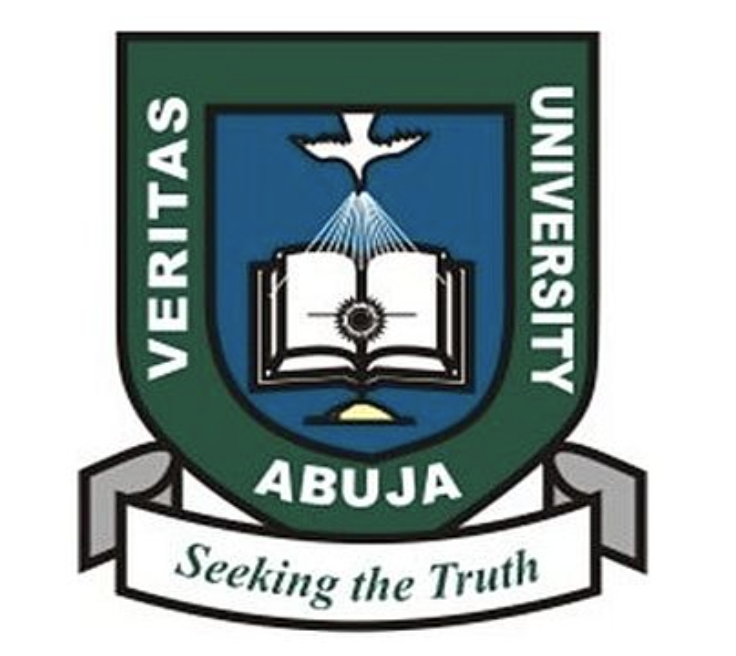 VERITAS
UNIVERSITY
ABUJA
Seeking the Truth